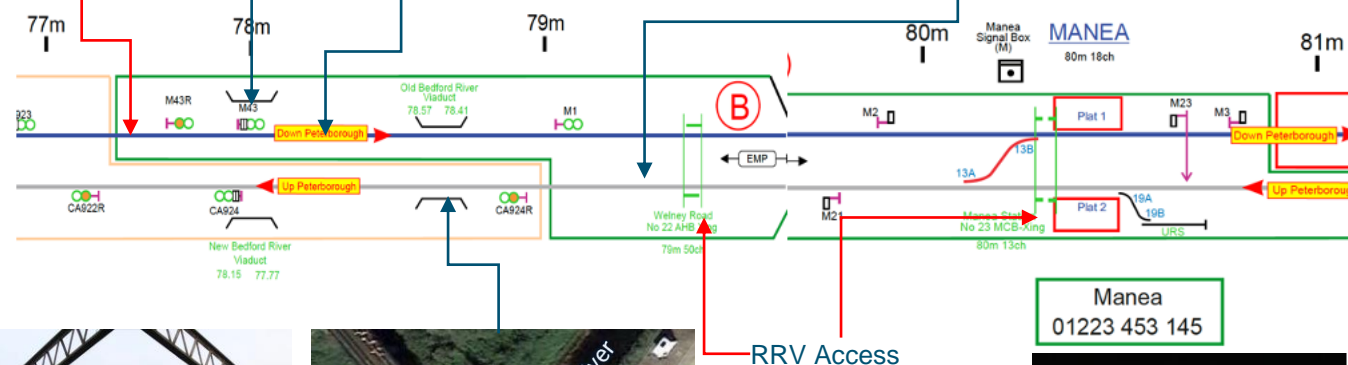 77m
78m
79m
80m
81m
Manea
Signal Box
(M)
MANEA
80m 18ch
M43R
M43
Old Bedford River
Viaduct
78.57 78.41
M1
B
M2
Plat 1
M23
M3
923
Down Peterborough
Down Peterborough
EMP
13B
13A
Up Peterborough
CA922R
CA924
CA924R
M21
Plat 2
19A
19B
URS
Up Peterborou
New Bedford River
Viaduct
78.15 77.77
Welney Road
No 22 AHB
79m 50ch
Manea
No 23 MCB-Xing
80m 13ch
Manea
01223 453 145
RRV Access